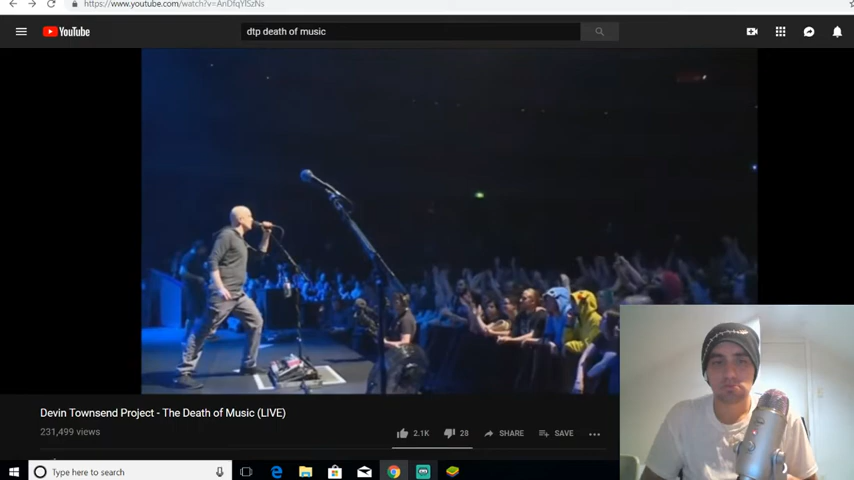 https://www.youtube.com/watch?v=AnDfqYlSzNs
YouTube
dtp death of music
Devin Townsend Project - The Death of Music (LIVE)
231,499 views
2.1K
28
SHARE
SAVE
Type here to search